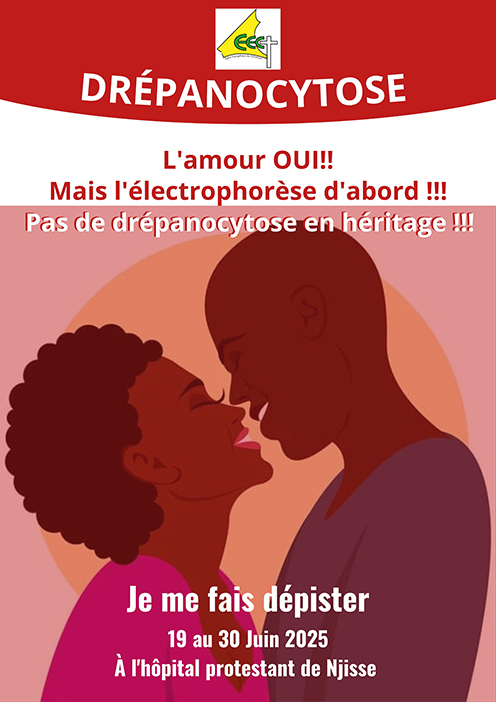 EEC
DRÉPANOCYTOSE
L'amour OUI!!
Mais l'électrophorèse d'abord !!!
Pas de drépanocytose en héritage !!!
Je me fais dépister
19 au 30 Juin 2025
À l'hôpital protestant de Njisse